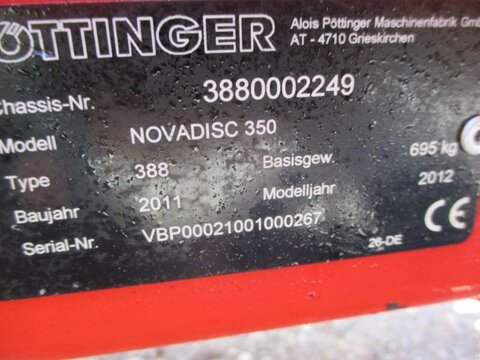 PÖTTINGER
Alois Pöttinger Maschinenfabrik GmbH
AT - 4710 Grieskirchen
Chassis-Nr. 3880002249
Modell NOVADISC 350
Type 388 Basisgew. 695 kg
Baujahr 2011 Modelljahr 2012
Serial-Nr. VBP00021001000267
26-DE CE